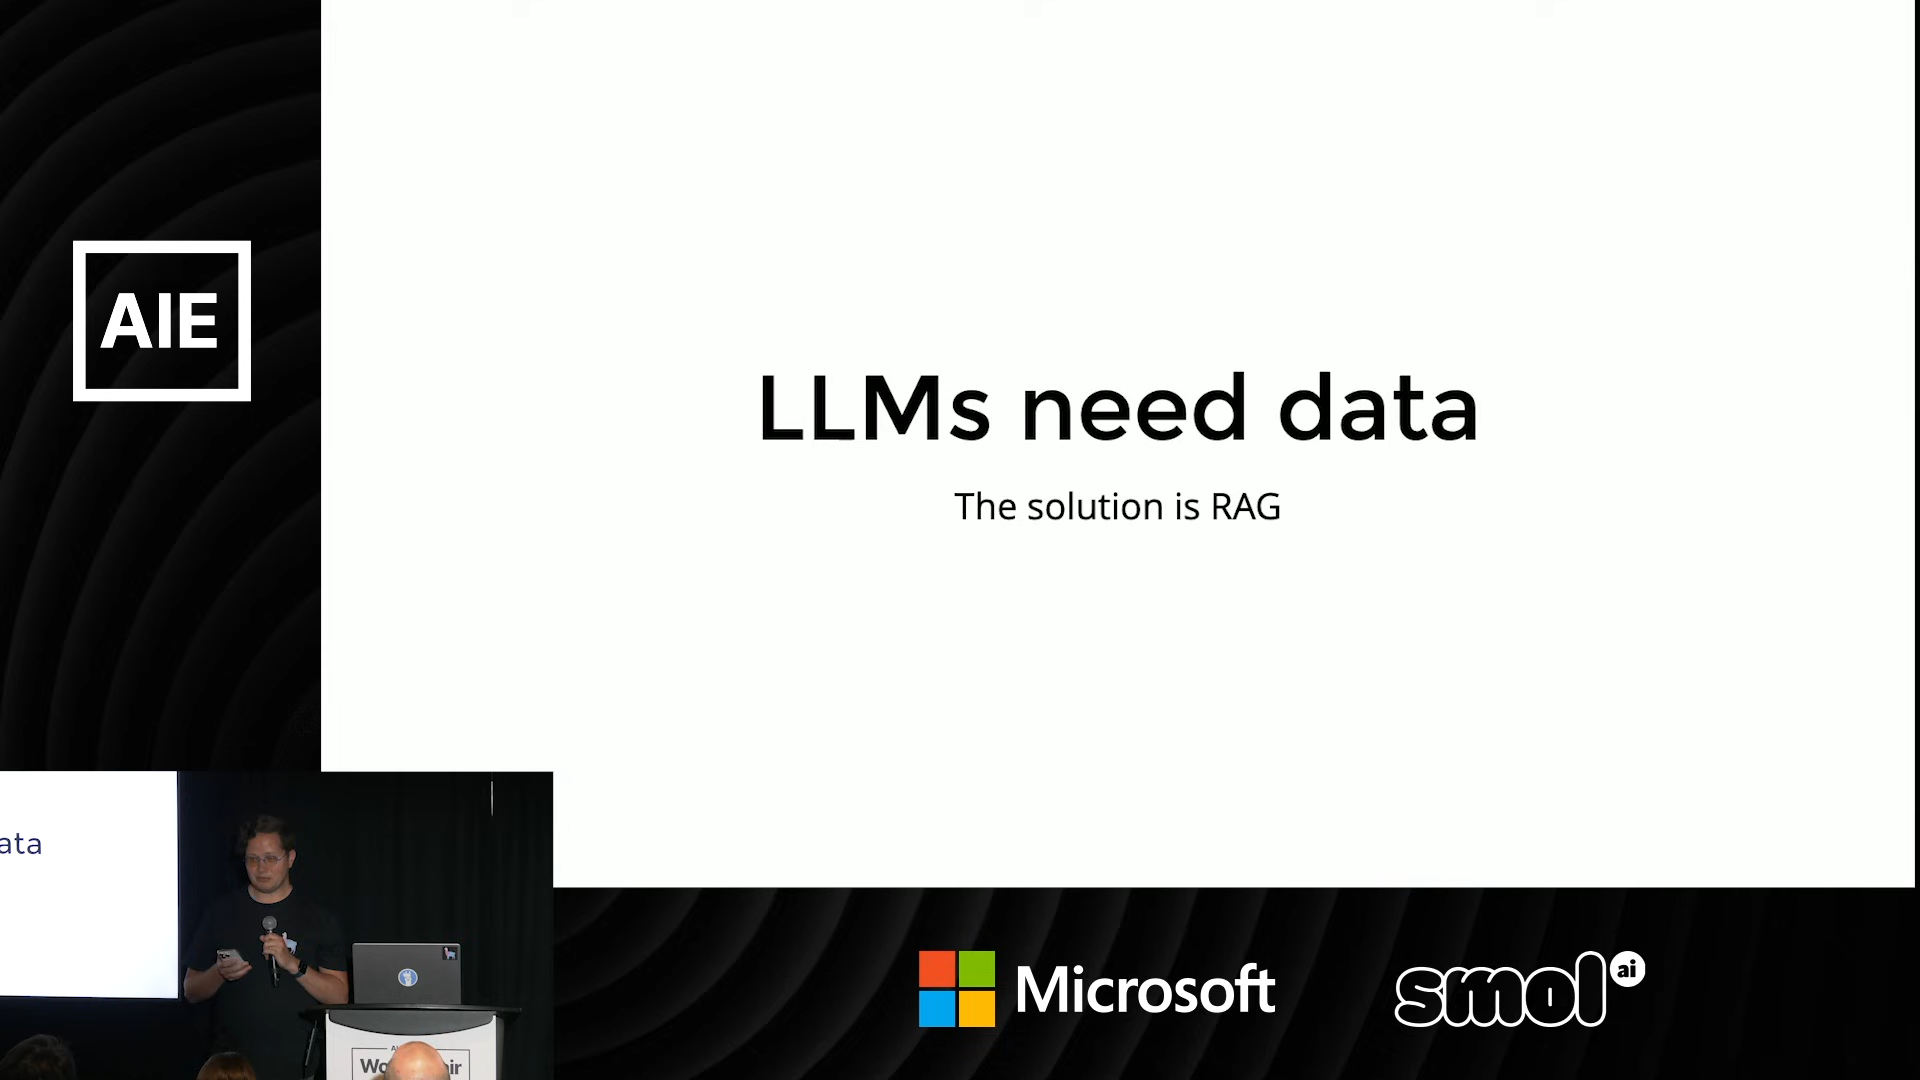 AIE
LLMs need data
The solution is RAG
ata
Microsoft
smol ai